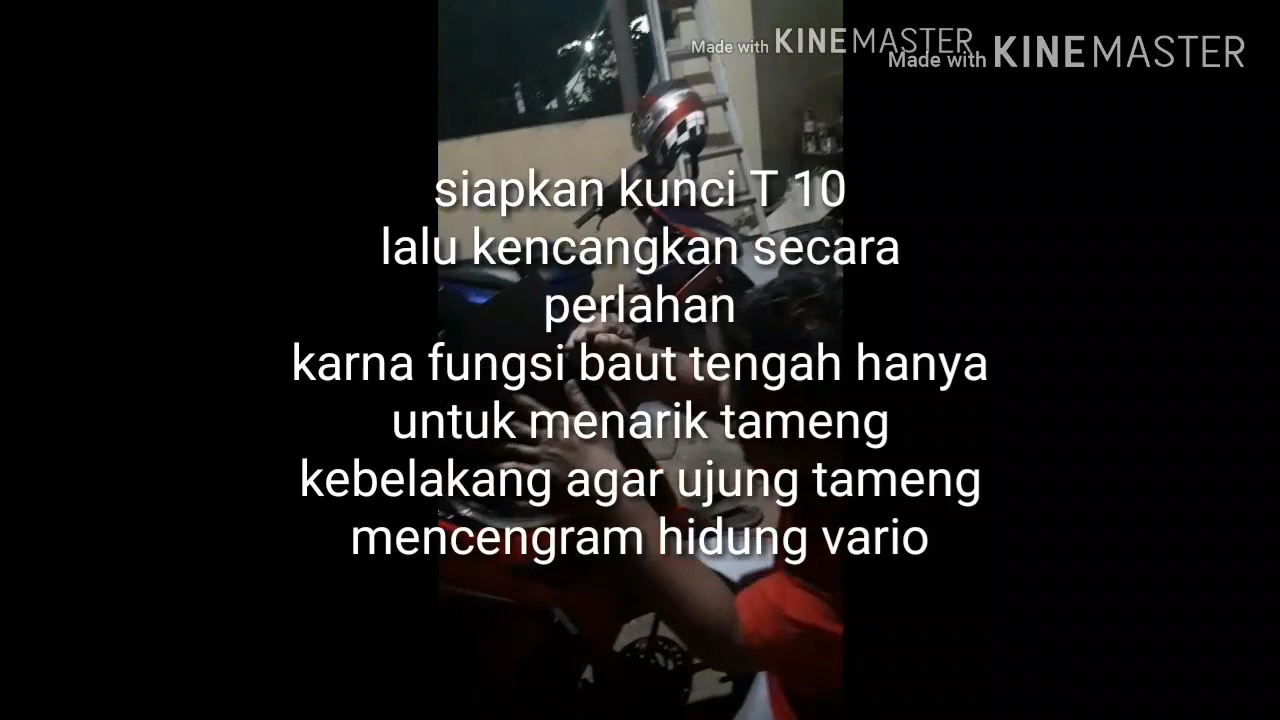 Made with KINEMASTER
Made with KINEMASTER
siapkan kunci T 10
lalu kencangkan secara
perlahan
karna fungsi baut tengah hanya
untuk menarik tameng
kebelakang agar ujung tameng
mencengram hidung vario